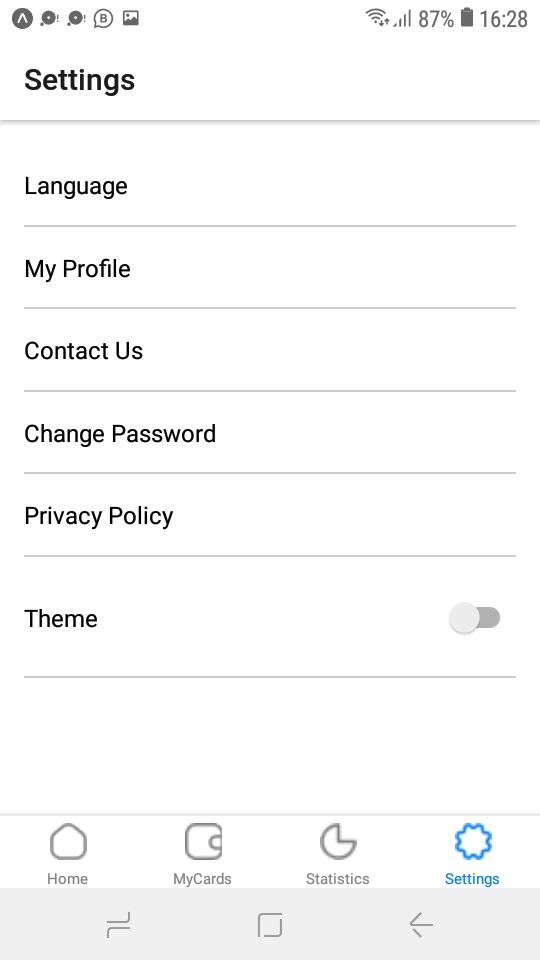 87% 16:28
Settings
Language
My Profile
Contact Us
Change Password
Privacy Policy
Theme
Home MyCards Statistics Settings